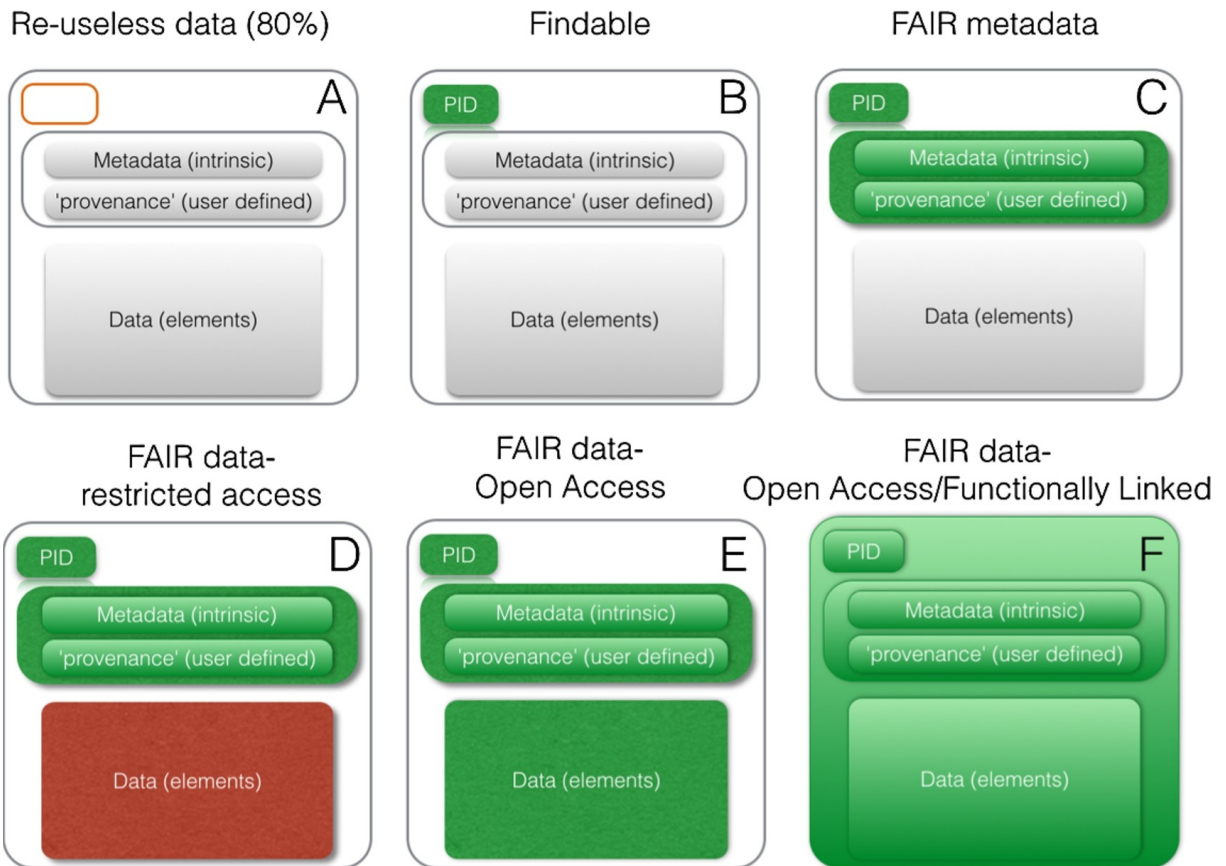 Re-useless data (80%)
Findable
FAIR metadata
A
Metadata (intrinsic)
'provenance' (user defined)
Data (elements)
PID
B
Metadata (intrinsic)
'provenance' (user defined)
Data (elements)
PID
C
Metadata (intrinsic)
'provenance' (user defined)
Data (elements)
FAIR data-
restricted access
FAIR data-
Open Access
FAIR data-
Open Access/Functionally Linked
PID
D
Metadata (intrinsic)
'provenance' (user defined)
Data (elements)
PID
E
Metadata (intrinsic)
'provenance' (user defined)
Data (elements)
PID
F
Metadata (intrinsic)
'provenance' (user defined)
Data (elements)